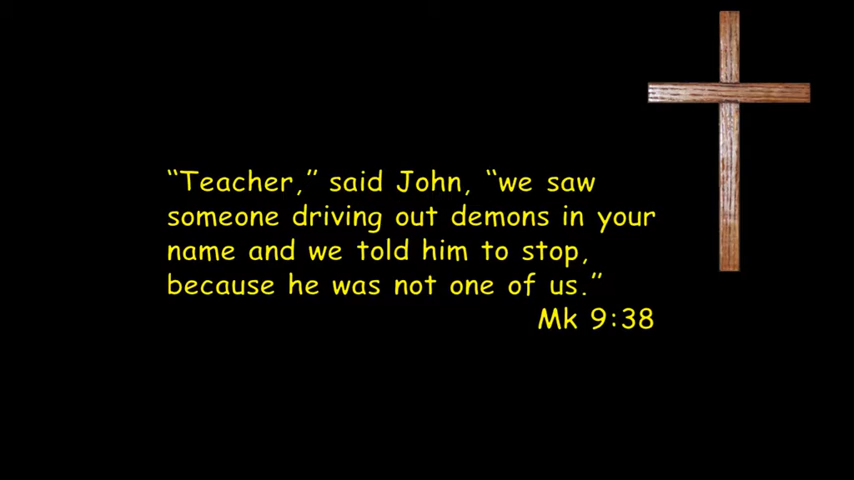 “Teacher,” said John, “we saw
someone driving out demons in your
name and we told him to stop,
because he was not one of us.”
Mk 9:38